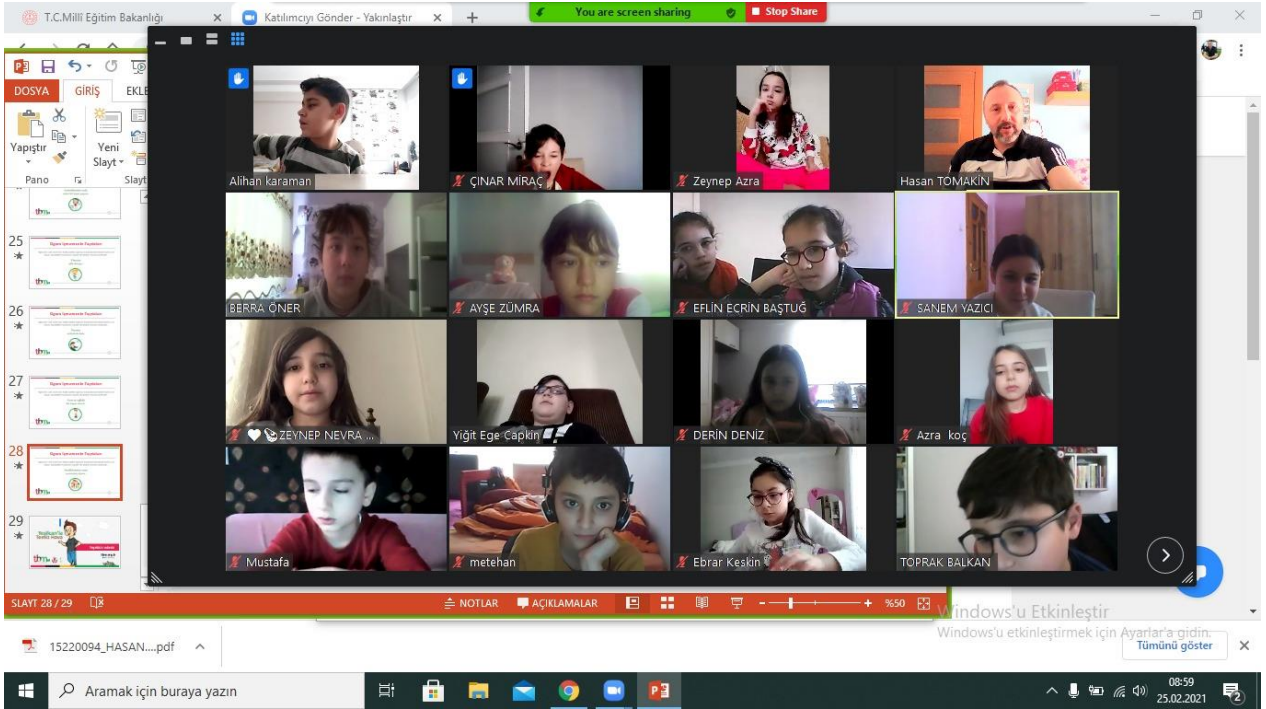 T.C.Millî Eğitim Bakanlığı
Katılımcıyı Gönder - Yakınlaştır
You are screen sharing
Stop Share
DOSYA
GİRİŞ
EKLE
Yapıştır
Yeni
Slayt
Pano
Slayt
25
26
27
28
29
Alihan karaman
ÇINAR MİRAÇ
Zeynep Azra
Hasan TOMAKİN
BERRA ÖNER
AYŞE ZÜMRA
EFLİN ECRİN BAŞTUĞ
SANEM YAZICI
ZEYNEP NEVRA ...
Yiğit Ege Çapkın
DERİN DENİZ
Azra koç
Mustafa
metehan
Ebrar Keskin
TOPRAK BALKAN
SLAYT 28 / 29
NOTLAR
AÇIKLAMALAR
%50
Windows'u Etkinleştir
Windows'u etkinleştirmek için Ayarlar'a gidin.
15220094_HASAN....pdf
Tümünü göster
Aramak için buraya yazın
08:59
25.02.2021
2